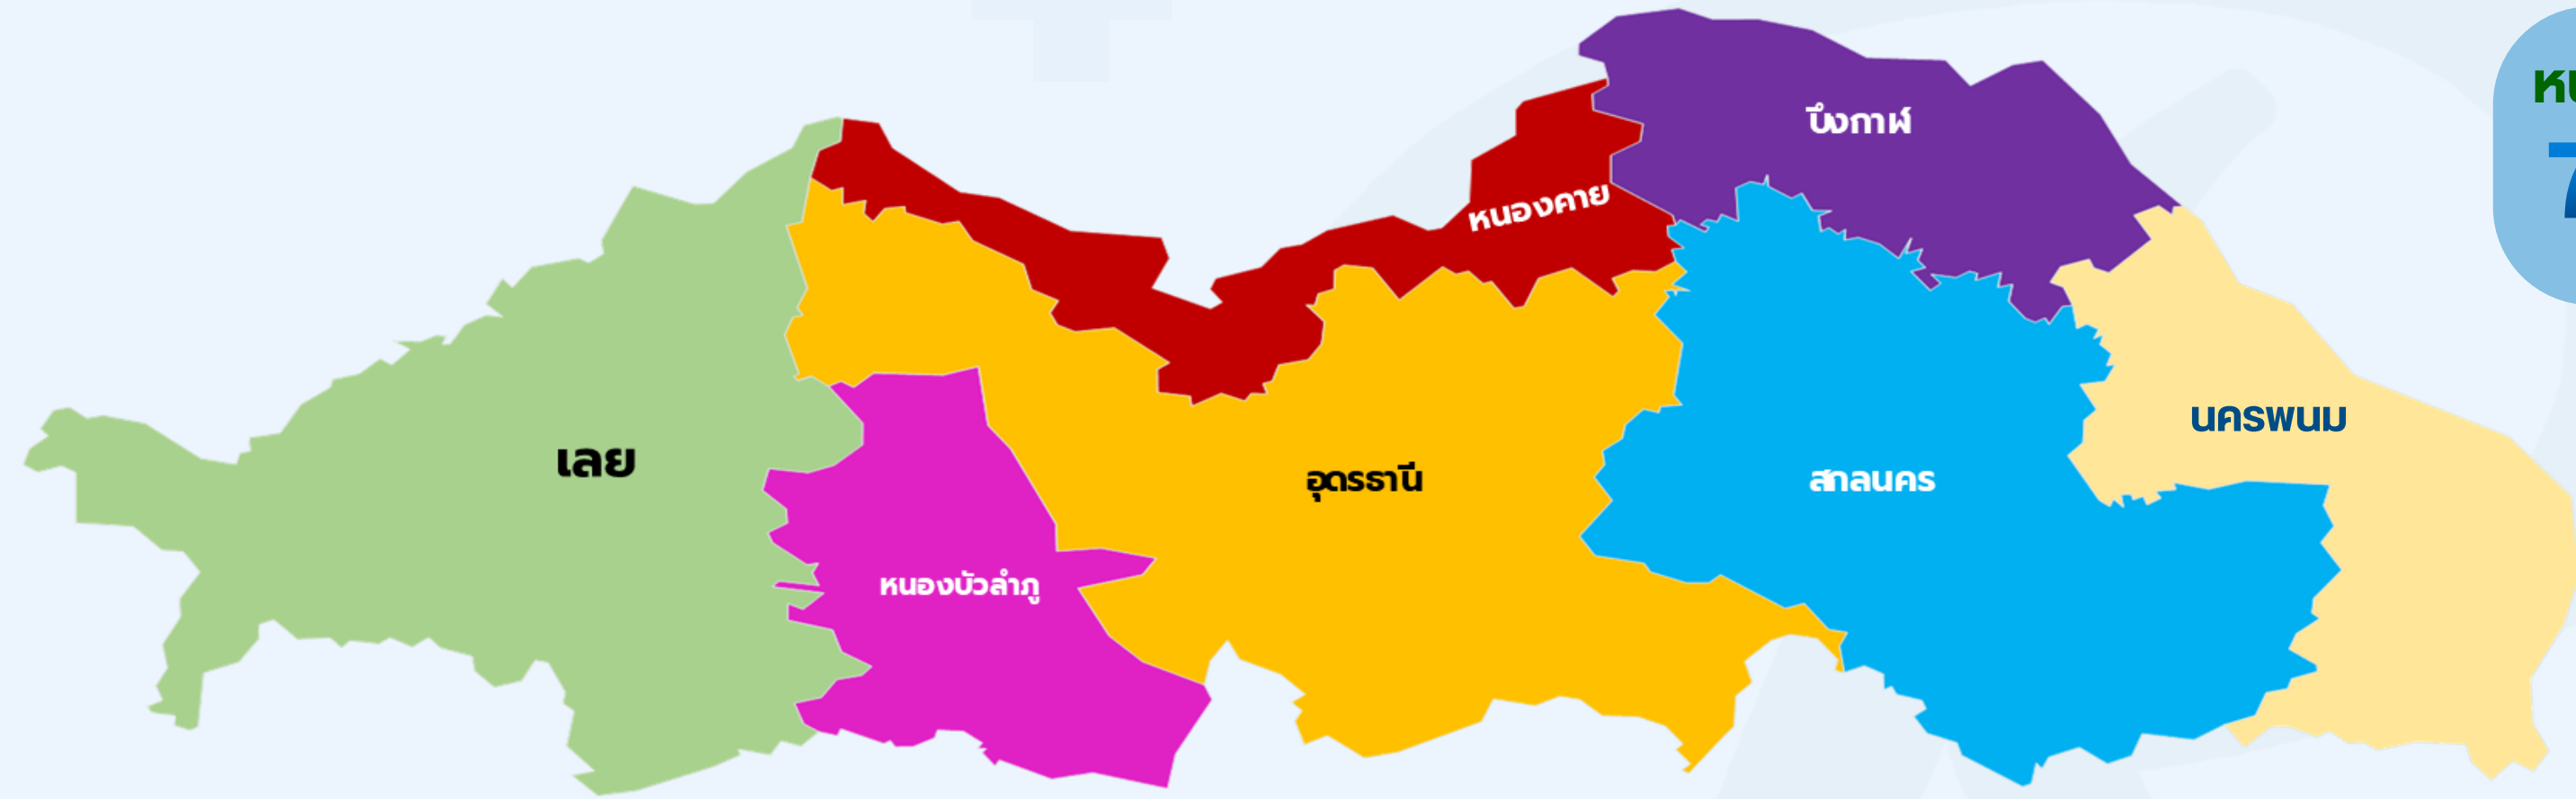 บึงกาฬ
หนองคาย
นครพนม
เลย
อุดรธานี
สกลนคร
หนองบัวลำภู